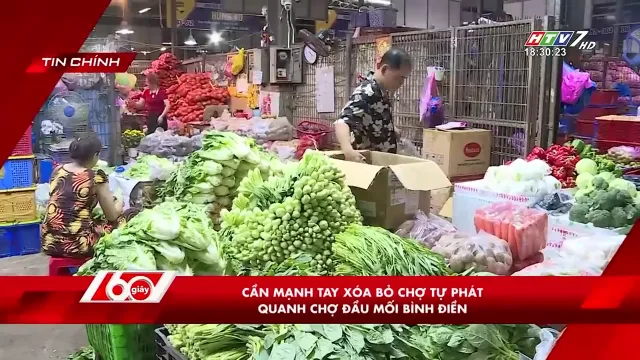 TIN CHÍNH
HTV7 HD
18:30:23
60 giây
CẦN MẠNH TAY XÓA BỎ CHỢ TỰ PHÁT
QUANH CHỢ ĐẦU MỐI BÌNH ĐIỀN